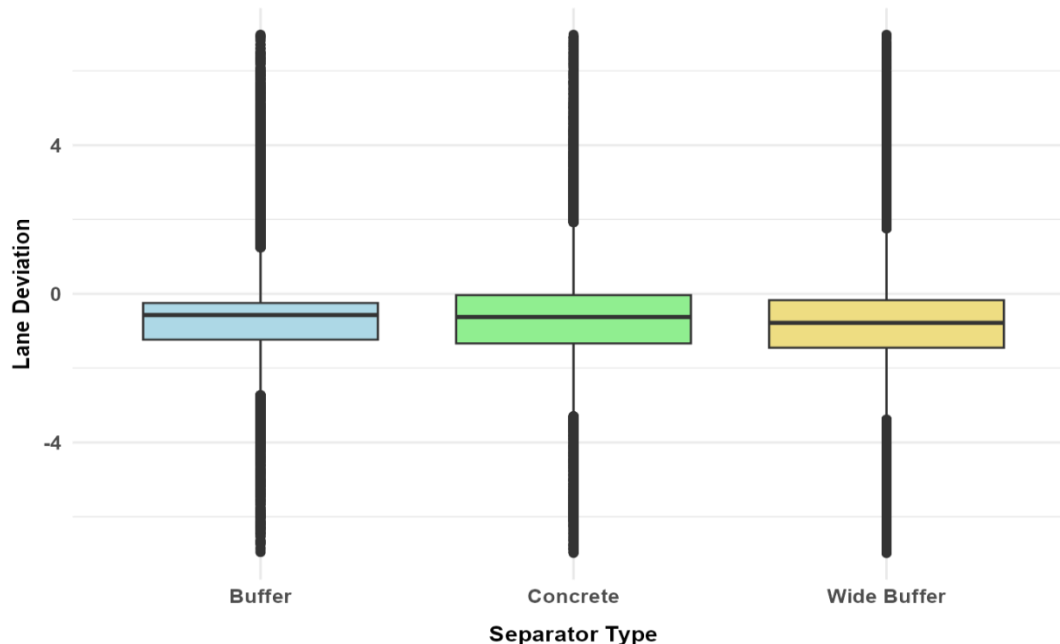 Lane Deviation
4
0
-4
Buffer
Concrete
Wide Buffer
Separator Type